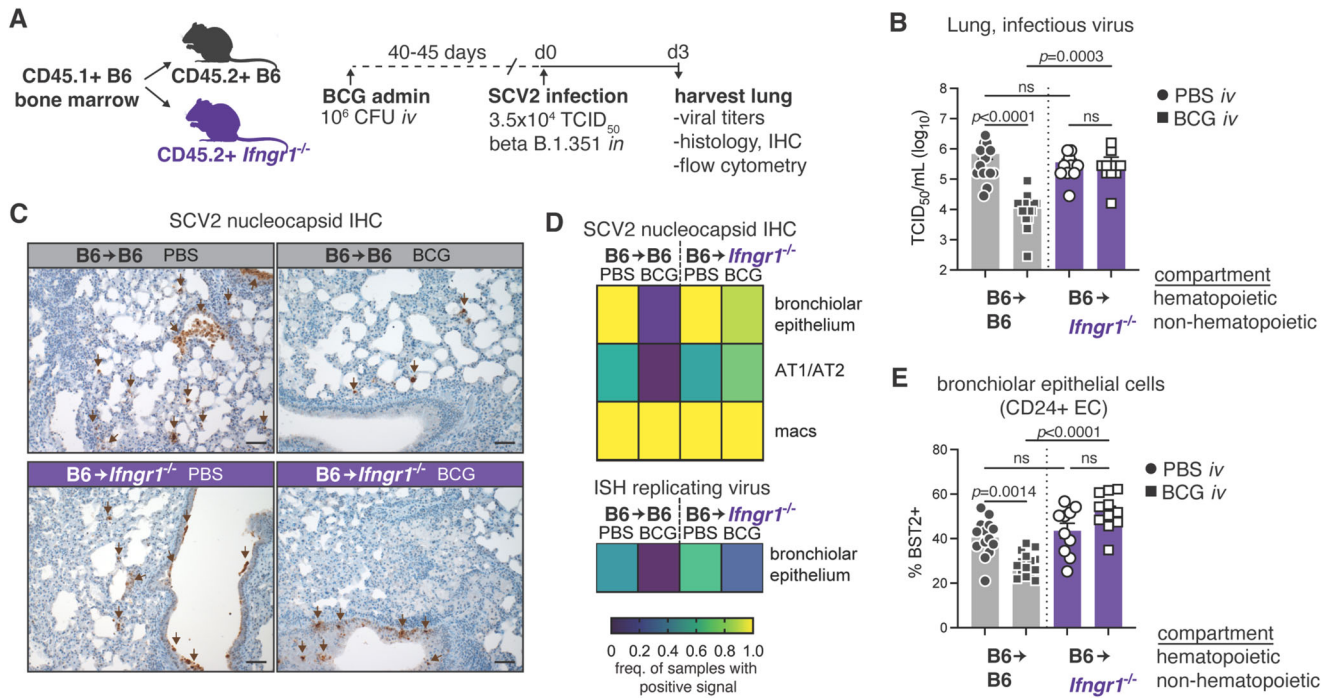 A
CD45.1+ B6
bone marrow
CD45.2+ B6
CD45.2+ Ifngr1-/-
40-45 days
d0
d3
BCG admin
10⁶ CFU iv
SCV2 infection
3.5x10⁴ TCID₅₀
beta B.1.351 in
harvest lung
-viral titers
-histology, IHC
-flow cytometry
B
Lung, infectious virus
p=0.0003
ns
p<0.0001
ns
PBS iv
BCG iv
TCID₅₀/mL (log₁₀)
8
7
6
5
4
3
2
B6→
B6
B6→
Ifngr1-/-
compartment
hematopoietic
non-hematopoietic
C
SCV2 nucleocapsid IHC
B6→B6 PBS
B6→B6 BCG
B6→Ifngr1-/- PBS
B6→Ifngr1-/- BCG
D
SCV2 nucleocapsid IHC
B6→B6 B6→Ifngr1-/-
PBS BCG PBS BCG
bronchiolar
epithelium
AT1/AT2
macs
ISH replicating virus
B6→B6 B6→Ifngr1-/-
PBS BCG PBS BCG
bronchiolar
epithelium
0 0.2 0.4 0.6 0.8 1.0
freq. of samples with
positive signal
E
bronchiolar epithelial cells
(CD24+ EC)
p<0.0001
ns
ns
p=0.0014
PBS iv
BCG iv
% BST2+
80
60
40
20
0
B6→
B6
B6→
Ifngr1-/-
compartment
hematopoietic
non-hematopoietic